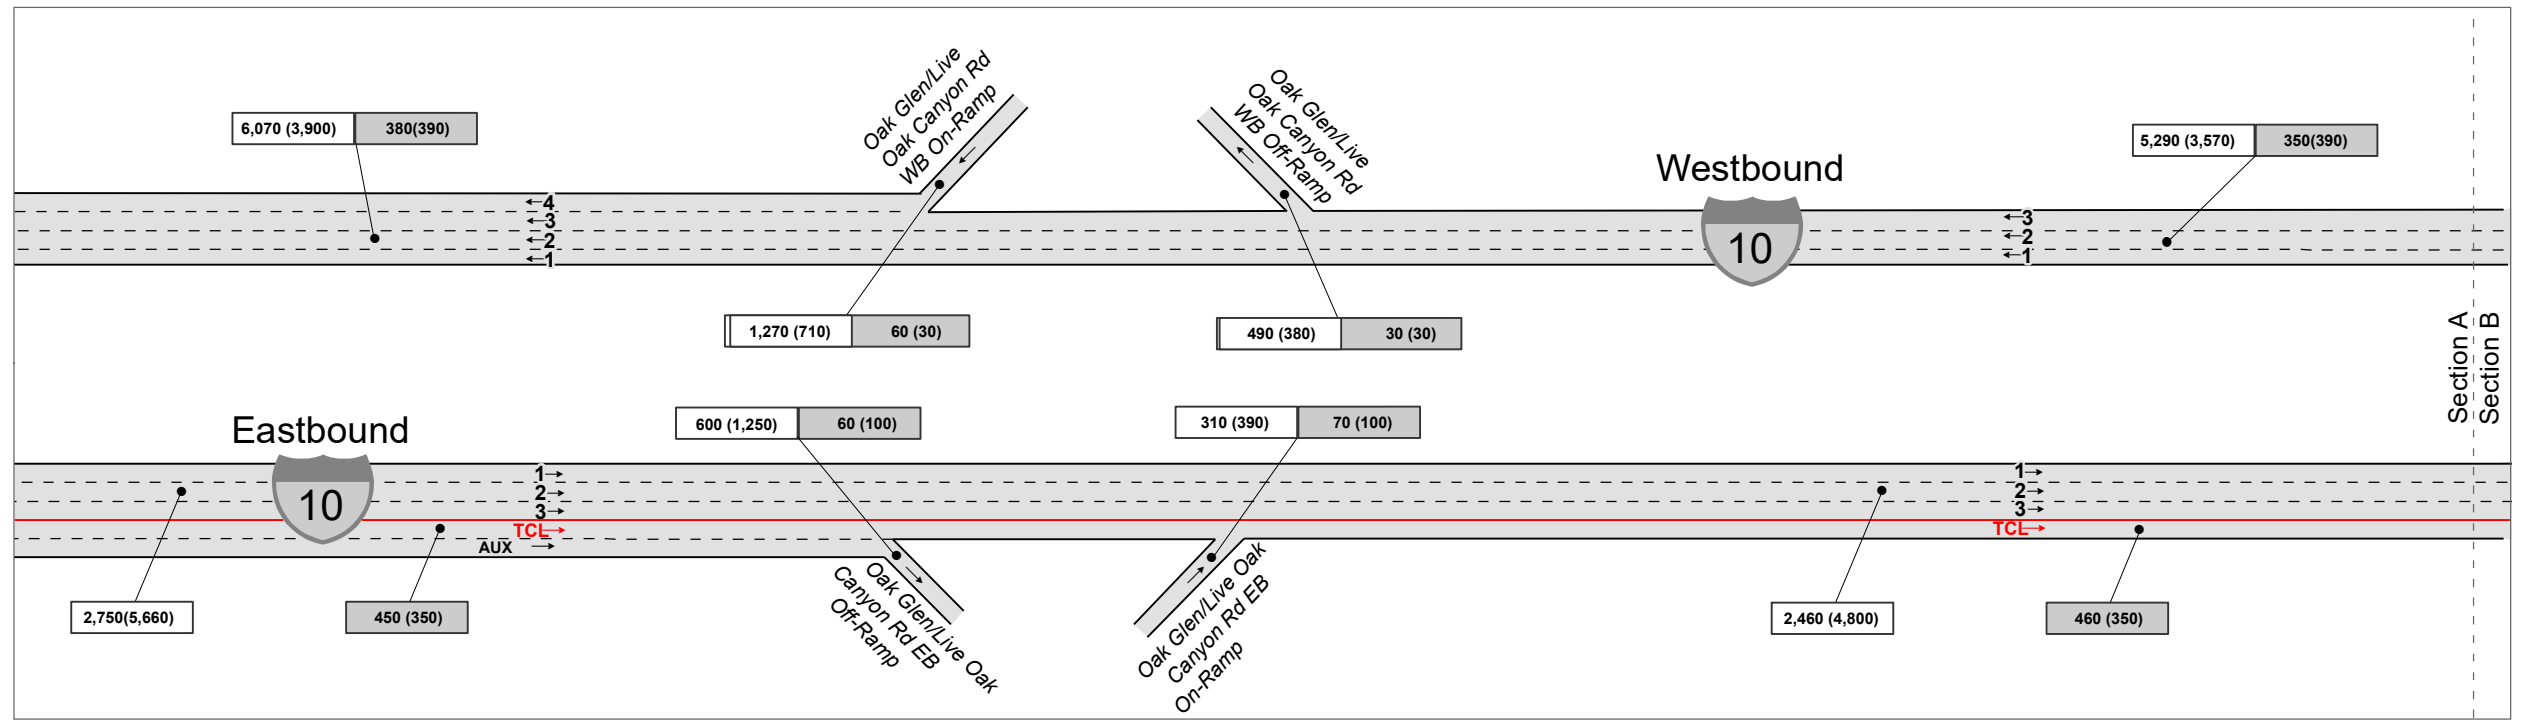 Oak Glen/Live
Oak Canyon Rd
WB On-Ramp
Oak Glen/Live
Oak Canyon Rd
WB Off-Ramp
6,070 (3,900) 380(390)
5,290 (3,570) 350(390)
Westbound
10
←4
←3
←2
←1
←3
←2
←1
1,270 (710) 60 (30)
490 (380) 30 (30)
Section A
Section B
Eastbound
10
600 (1,250) 60 (100)
310 (390) 70 (100)
1→
2→
3→
TCL→
AUX →
1→
2→
3→
TCL→
2,750(5,660)
450 (350)
Oak Glen/Live Oak
Canyon Rd EB
Off-Ramp
Oak Glen/Live Oak
Canyon Rd EB
On-Ramp
2,460 (4,800)
460 (350)